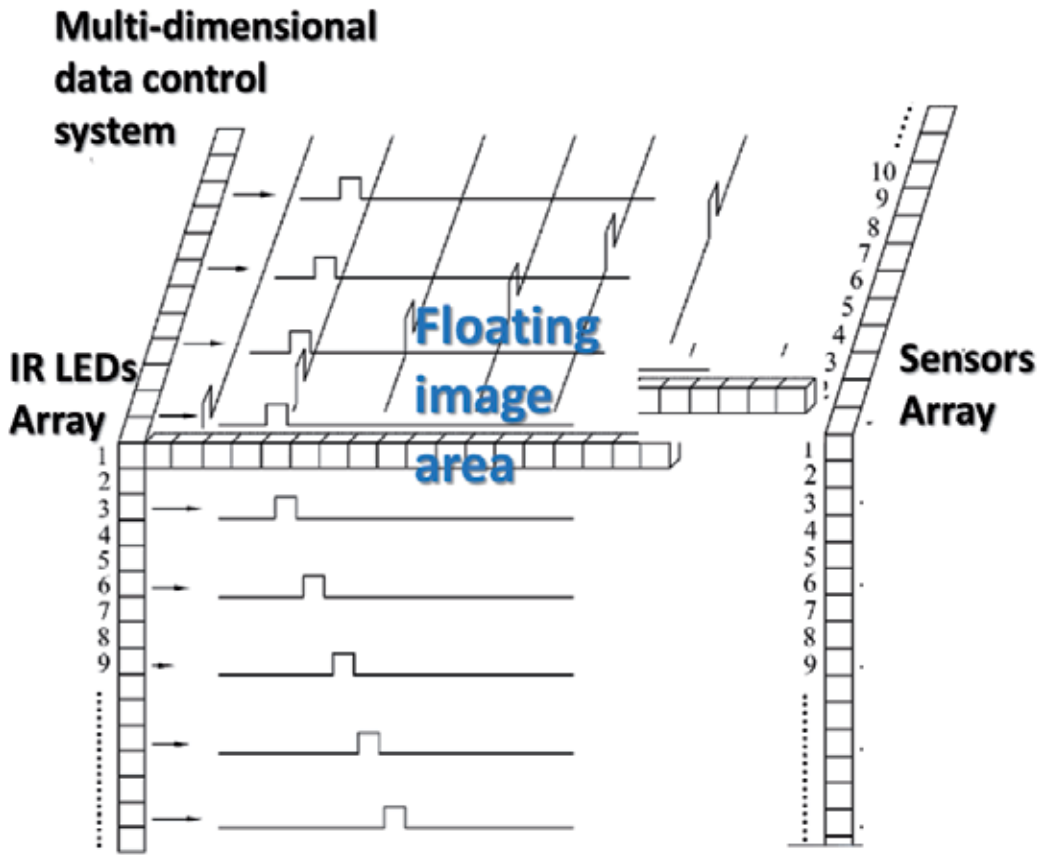 Multi-dimensional
data control
system
10
9
8
7
6
5
4
3
IR LEDs
Array
Floating
image
area
Sensors
Array
1
2
3
4
5
6
7
8
9
1
2
3
4
5
6
7
8
9